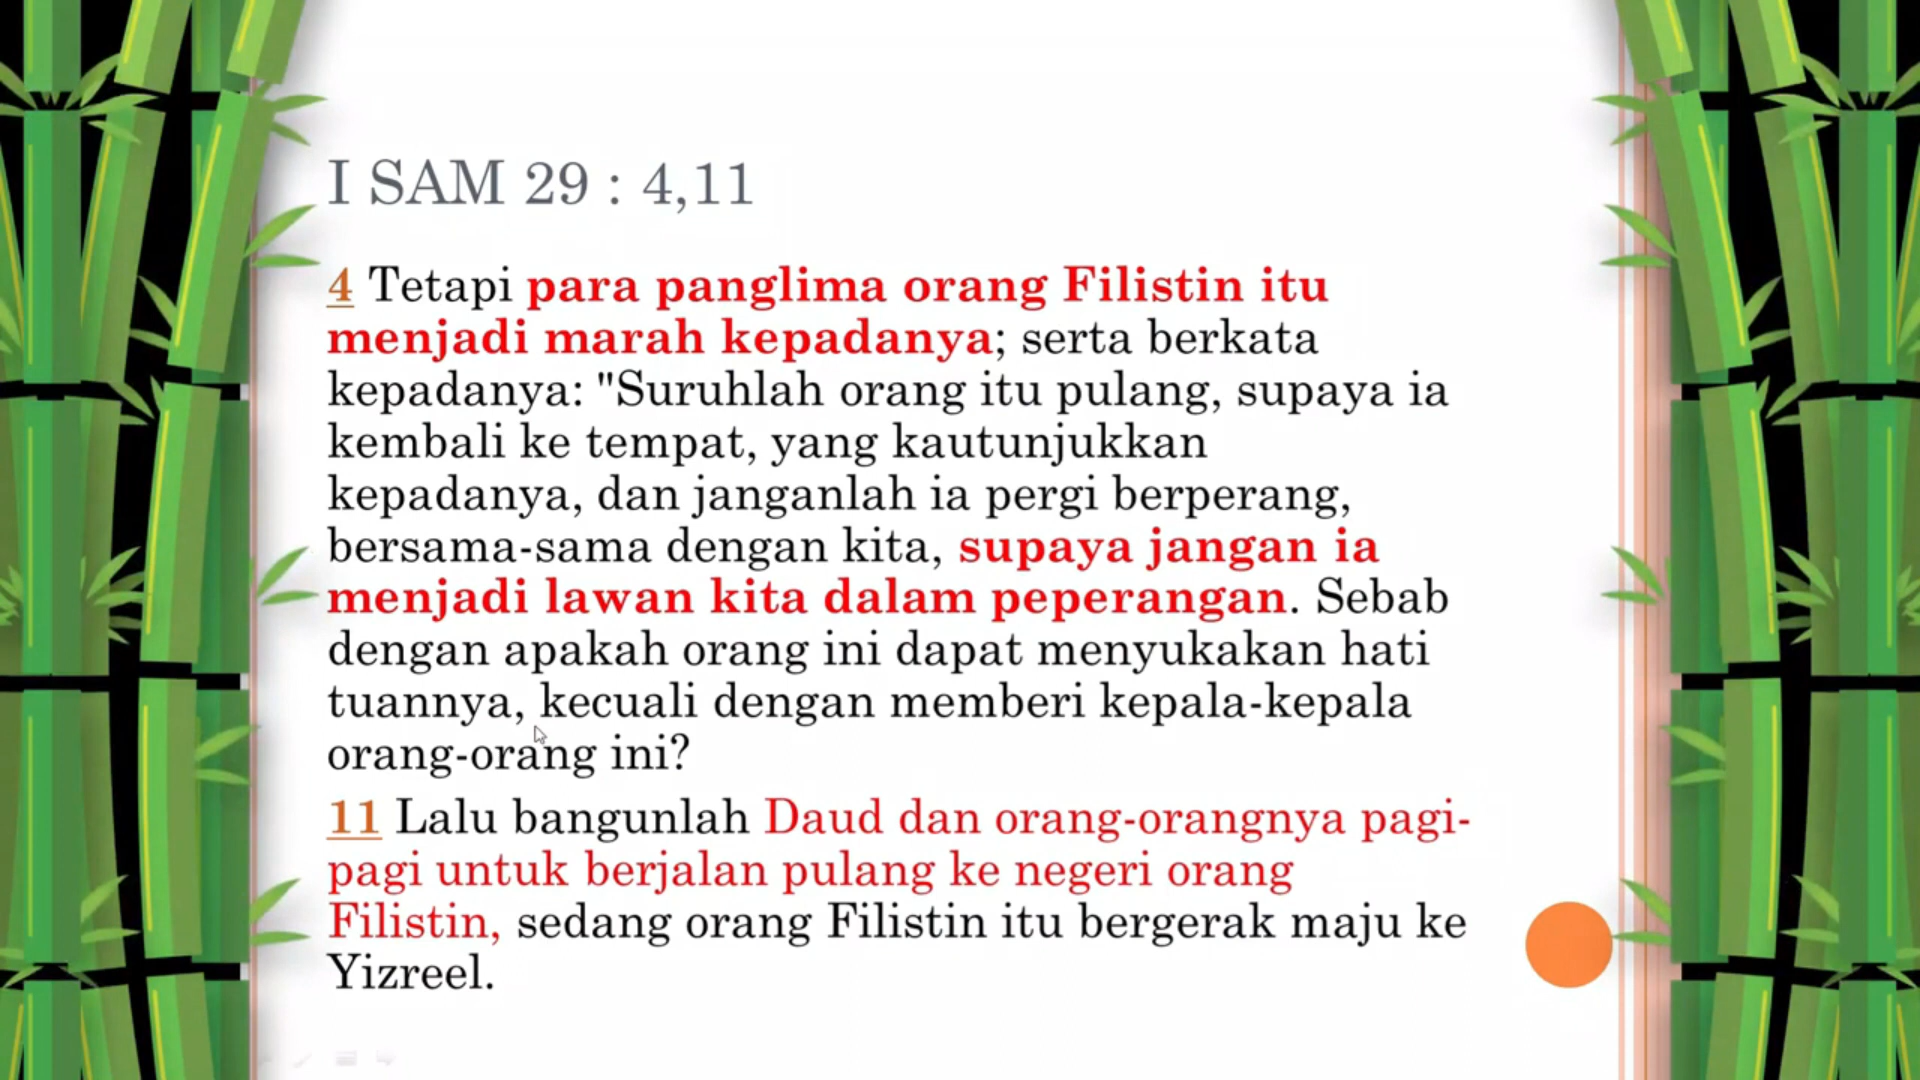 I SAM 29 : 4,11
4 Tetapi para panglima orang Filistin itu
menjadi marah kepadanya; serta berkata
kepadanya: "Suruhlah orang itu pulang, supaya ia
kembali ke tempat, yang kautunjukkan
kepadanya, dan janganlah ia pergi berperang,
bersama-sama dengan kita, supaya jangan ia
menjadi lawan kita dalam peperangan. Sebab
dengan apakah orang ini dapat menyukakan hati
tuannya, kecuali dengan memberi kepala-kepala
orang-orang ini?
11 Lalu bangunlah Daud dan orang-orangnya pagi-
pagi untuk berjalan pulang ke negeri orang
Filistin, sedang orang Filistin itu bergerak maju ke
Yizreel.